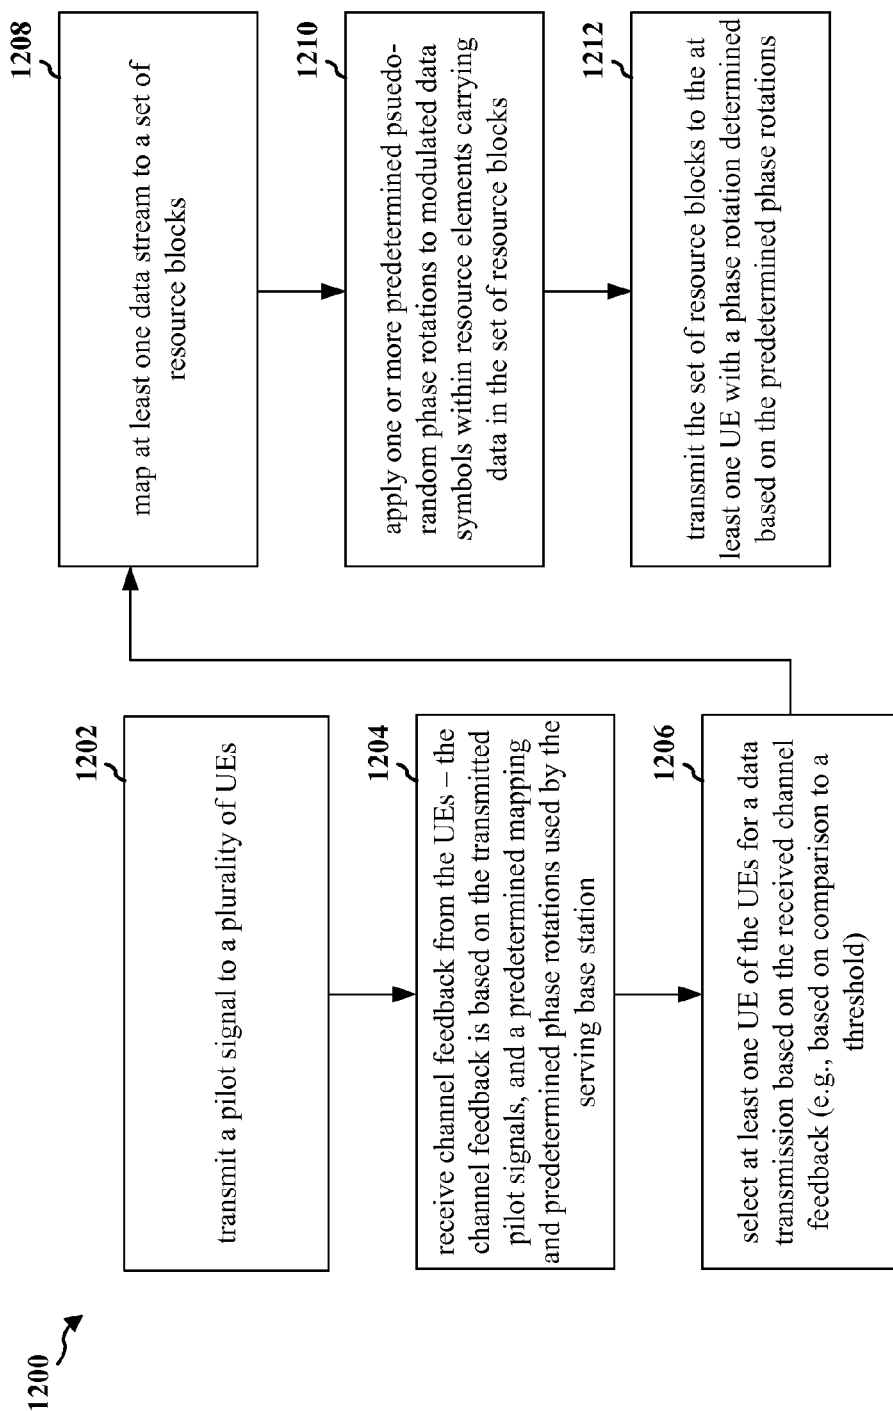 1200
1202
transmit a pilot signal to a plurality of UEs
1204
receive channel feedback from the UEs – the
channel feedback is based on the transmitted
pilot signals, and a predetermined mapping
and predetermined phase rotations used by the
serving base station
1206
select at least one UE of the UEs for a data
transmission based on the received channel
feedback (e.g., based on comparison to a
threshold)
1208
map at least one data stream to a set of
resource blocks
1210
apply one or more predetermined psuedo-
random phase rotations to modulated data
symbols within resource elements carrying
data in the set of resource blocks
1212
transmit the set of resource blocks to the at
least one UE with a phase rotation determined
based on the predetermined phase rotations